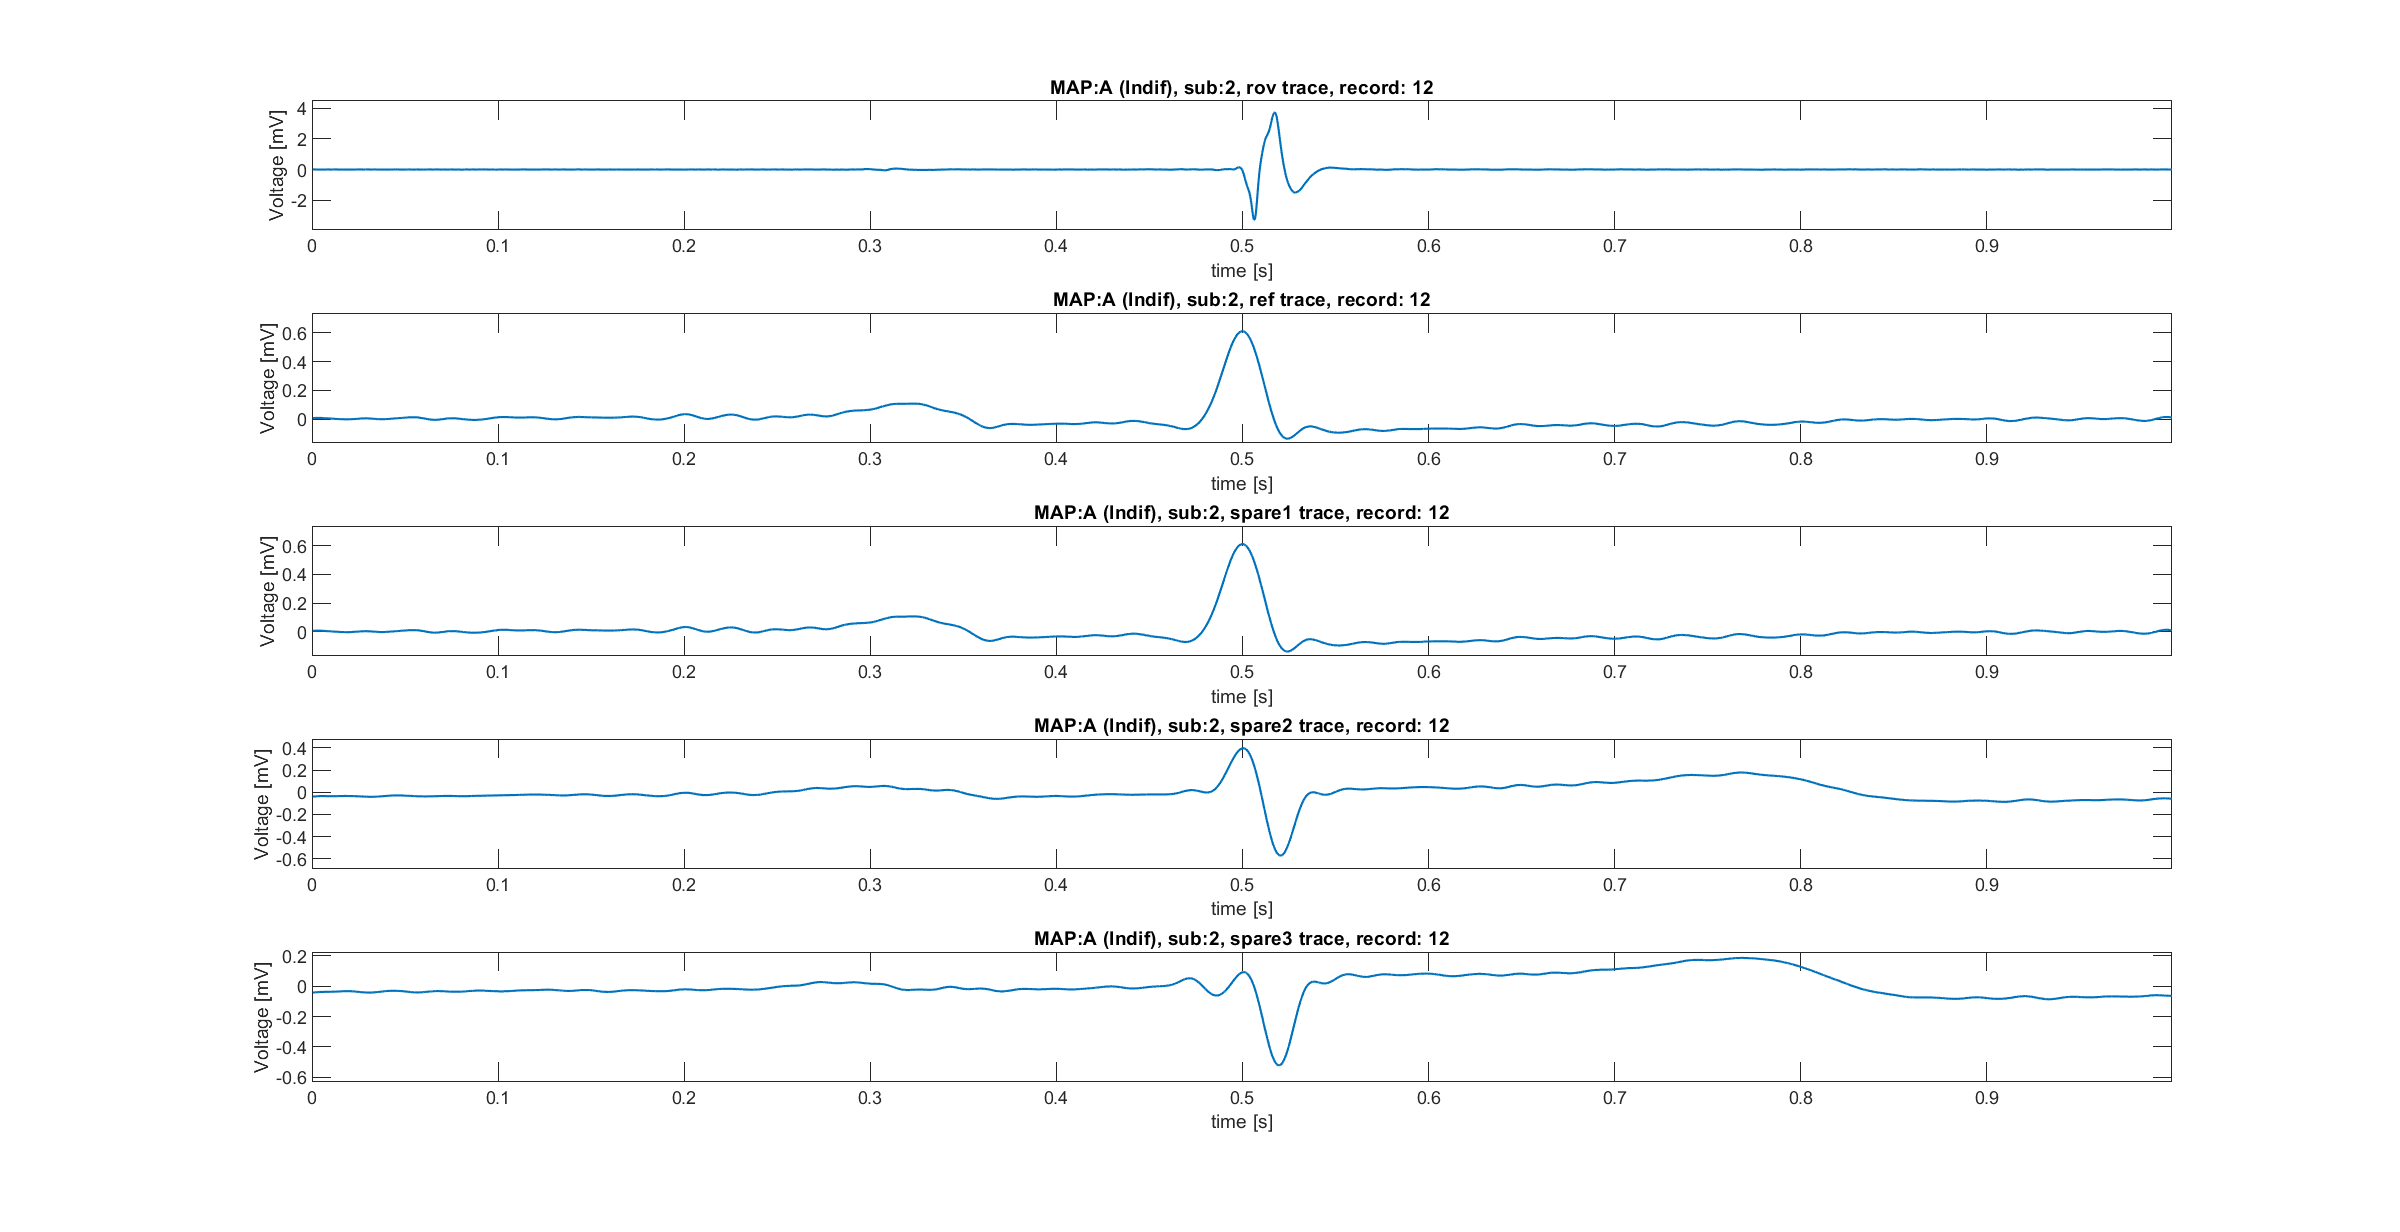 MAP:A (Indif), sub:2, rov trace, record: 12
Voltage [mV]
4
2
0
-2
0 0.1 0.2 0.3 0.4 0.5 0.6 0.7 0.8 0.9
time [s]
MAP:A (Indif), sub:2, ref trace, record: 12
Voltage [mV]
0.6
0.4
0.2
0
0 0.1 0.2 0.3 0.4 0.5 0.6 0.7 0.8 0.9
time [s]
MAP:A (Indif), sub:2, spare1 trace, record: 12
Voltage [mV]
0.6
0.4
0.2
0
0 0.1 0.2 0.3 0.4 0.5 0.6 0.7 0.8 0.9
time [s]
MAP:A (Indif), sub:2, spare2 trace, record: 12
Voltage [mV]
0.4
0.2
0
-0.2
-0.4
-0.6
0 0.1 0.2 0.3 0.4 0.5 0.6 0.7 0.8 0.9
time [s]
MAP:A (Indif), sub:2, spare3 trace, record: 12
Voltage [mV]
0.2
0
-0.2
-0.4
-0.6
0 0.1 0.2 0.3 0.4 0.5 0.6 0.7 0.8 0.9
time [s]